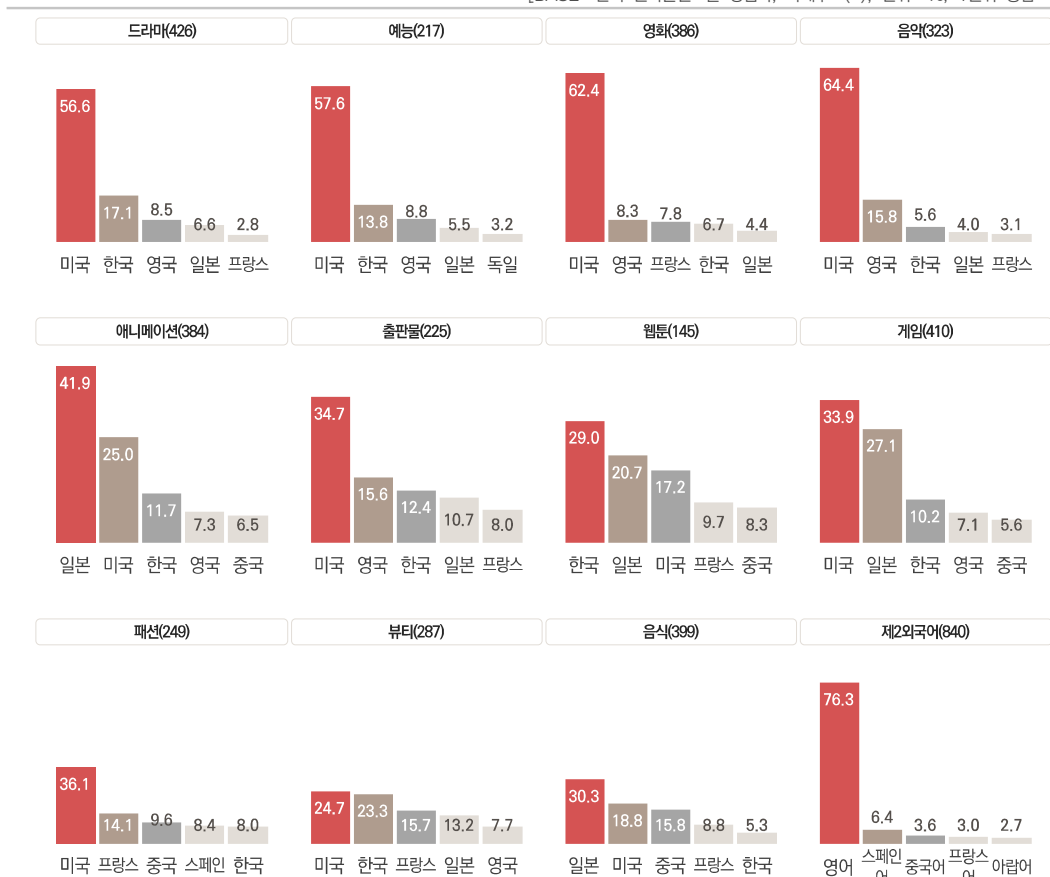 드라마(426) 예능(217) 영화(386) 음악(323)
56.6 17.1 8.5 6.6 2.8
미국 한국 영국 일본 프랑스
57.6 13.8 8.8 5.5 3.2
미국 한국 영국 일본 독일
62.4 8.3 7.8 6.7 4.4
미국 영국 프랑스 한국 일본
64.4 15.8 5.6 4.0 3.1
미국 영국 한국 일본 프랑스
애니메이션(384) 출판물(225) 웹툰(145) 게임(410)
41.9 25.0 11.7 7.3 6.5
일본 미국 한국 영국 중국
34.7 15.6 12.4 10.7 8.0
미국 영국 한국 일본 프랑스
29.0 20.7 17.2 9.7 8.3
한국 일본 미국 프랑스 중국
33.9 27.1 10.2 7.1 5.6
미국 일본 한국 영국 중국
패션(249) 뷰티(287) 음식(399) 제2외국어(840)
36.1 14.1 9.6 8.4 8.0
미국 프랑스 중국 스페인 한국
24.7 23.3 15.7 13.2 7.7
미국 한국 프랑스 일본 영국
30.3 18.8 15.8 8.8 5.3
일본 미국 중국 프랑스 한국
76.3 6.4 3.6 3.0 2.7
영어 스페인어 중국어 프랑스어 아랍어